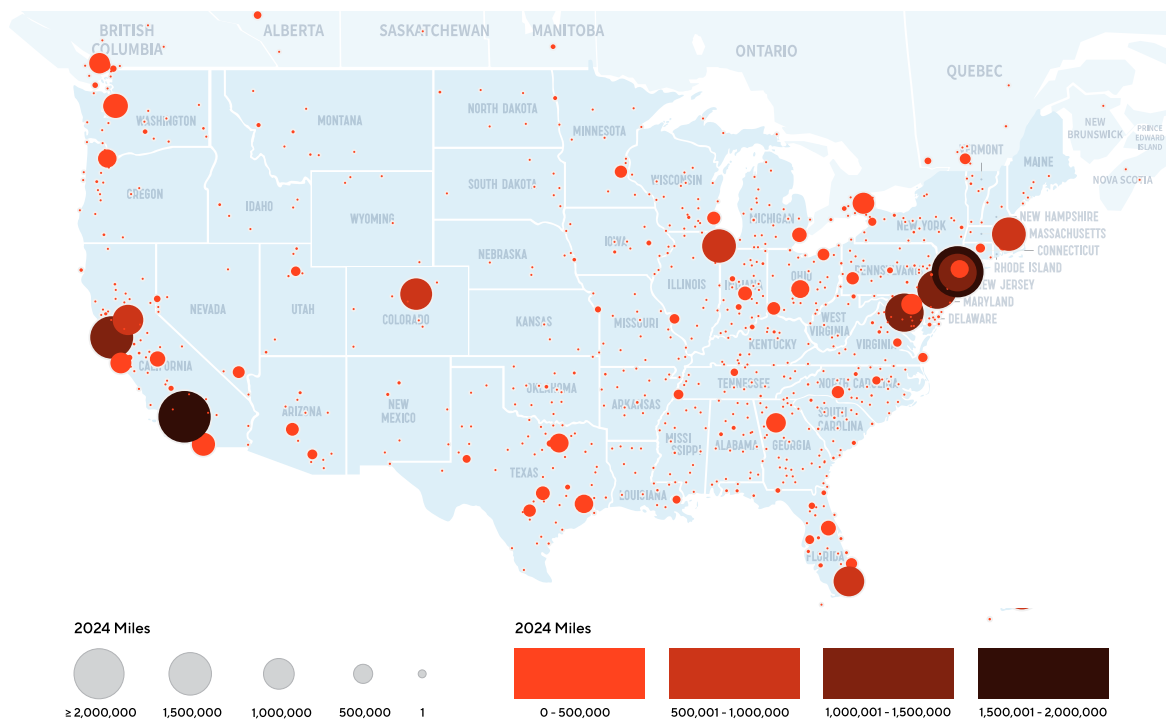 BRITISH
COLUMBIA
ALBERTA
SASKATCHEWAN
MANITOBA
ONTARIO
QUEBEC
NEW
BRUNSWICK
PRINCE
EDWARD
ISLAND
NOVA SCOTIA
WASHINGTON
MONTANA
NORTH DAKOTA
MINNESOTA
VERMONT
MAINE
OREGON
IDAHO
SOUTH DAKOTA
WISCONSIN
MICHIGAN
NEW YORK
NEW HAMPSHIRE
MASSACHUSETTS
CONNECTICUT
RHODE ISLAND
NEW JERSEY
MARYLAND
DELAWARE
WYOMING
NEBRASKA
IOWA
ILLINOIS
INDIANA
OHIO
PENNSYLVANIA
NEVADA
UTAH
COLORADO
KANSAS
MISSOURI
WEST
VIRGINIA
VIRGINIA
KENTUCKY
CALIFORNIA
ARIZONA
NEW
MEXICO
OKLAHOMA
ARKANSAS
TENNESSEE
NORTH CAROLINA
SOUTH
CAROLINA
MISSI
SSIPPI
ALABAMA
GEORGIA
TEXAS
LOUISIANA
FLORIDA
2024 Miles
≥ 2,000,000
1,500,000
1,000,000
500,000
1
2024 Miles
0 - 500,000
500,001 - 1,000,000
1,000,001 - 1,500,000
1,500,001 - 2,000,000